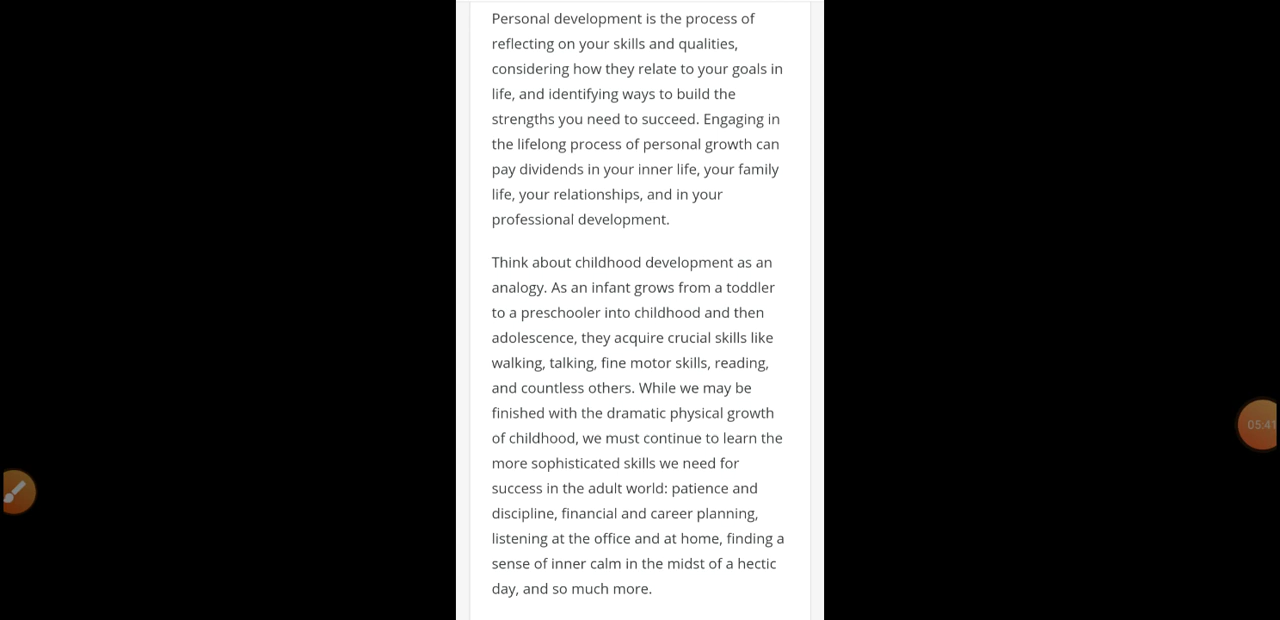 Personal development is the process of
reflecting on your skills and qualities,
considering how they relate to your goals in
life, and identifying ways to build the
strengths you need to succeed. Engaging in
the lifelong process of personal growth can
pay dividends in your inner life, your family
life, your relationships, and in your
professional development.
Think about childhood development as an
analogy. As an infant grows from a toddler
to a preschooler into childhood and then
adolescence, they acquire crucial skills like
walking, talking, fine motor skills, reading,
and countless others. While we may be
finished with the dramatic physical growth
of childhood, we must continue to learn the
more sophisticated skills we need for
success in the adult world: patience and
discipline, financial and career planning,
listening at the office and at home, finding a
sense of inner calm in the midst of a hectic
day, and so much more.
05:41